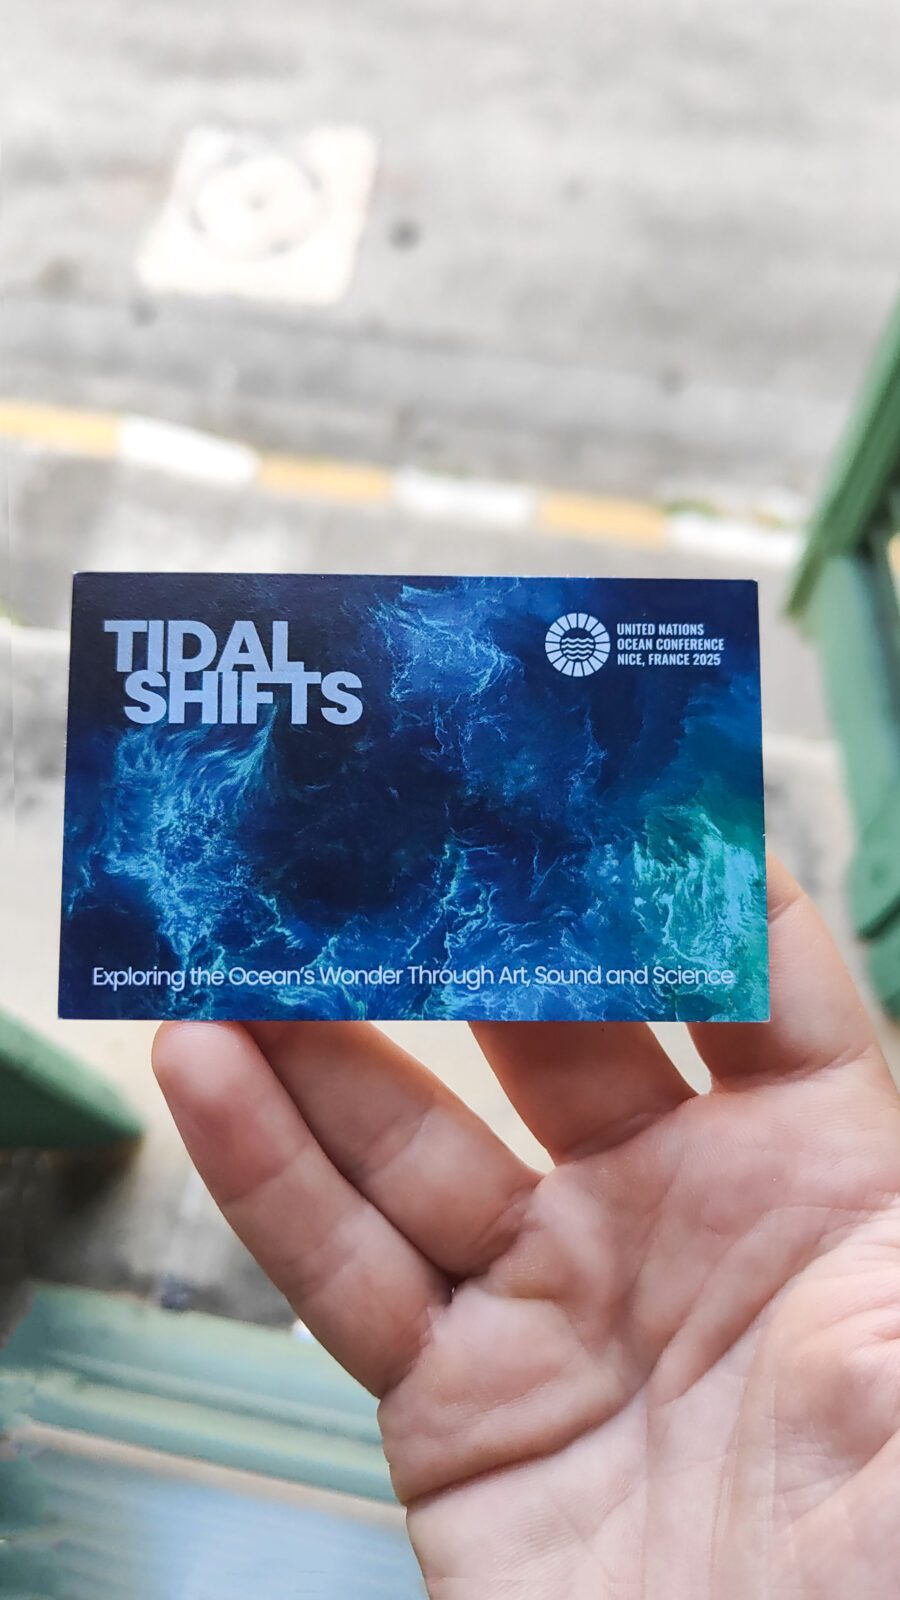 TIDAL
SHIFTS
UNITED NATIONS
OCEAN CONFERENCE
NICE, FRANCE 2025
Exploring the Ocean's Wonder Through Art, Sound and Science